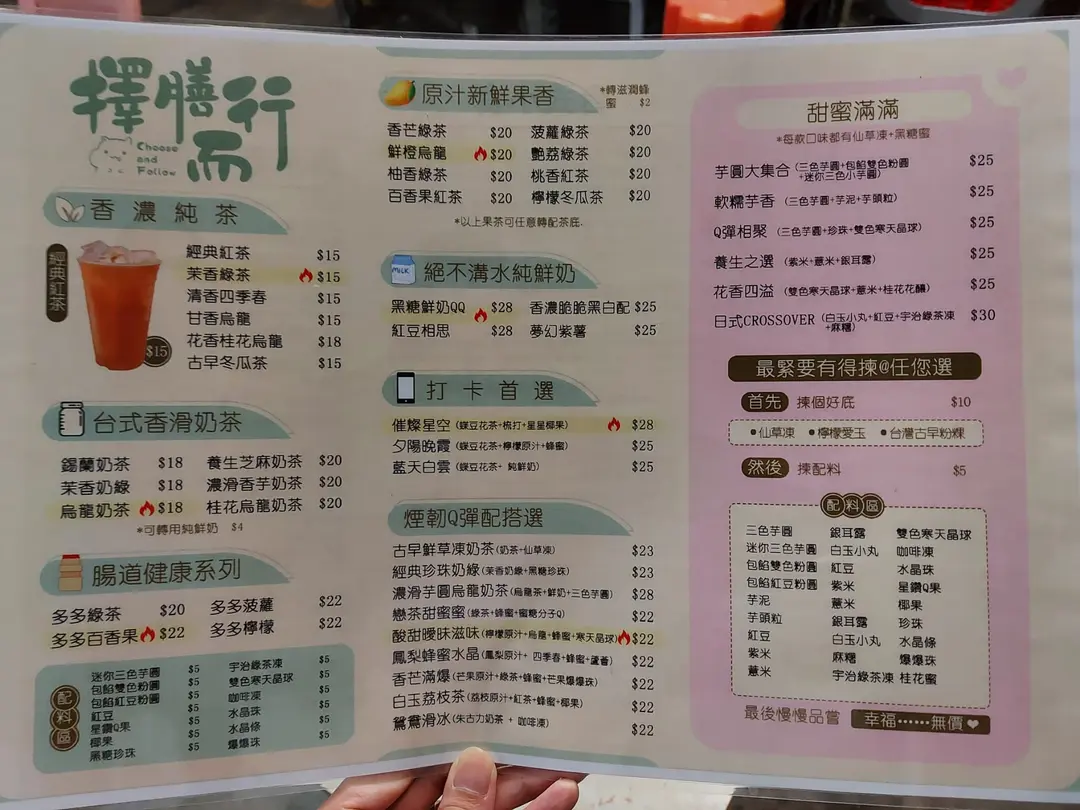 擇膳而行
Choose
and
Follow
香濃純茶
經典紅茶
$15
經典紅茶 $15
茉香綠茶 $15
清香四季春 $15
甘香烏龍 $15
花香桂花烏龍 $18
古早冬瓜茶 $15
台式香滑奶茶
錫蘭奶茶 $18 養生芝麻奶茶 $20
茉香奶綠 $18 濃滑香芋奶茶 $20
烏龍奶茶 $18 桂花烏龍奶茶 $20
*可轉用純鮮奶 $4
腸道健康系列
多多綠茶 $20 多多菠蘿 $22
多多百香果 $22 多多檸檬 $22
配料區
迷你三色芋圓 $5 宇治綠茶凍 $5
包餡雙色粉圓 $5 雙色寒天晶球 $5
包餡紅豆粉圓 $5 咖啡凍 $5
紅豆 $5 水晶珠 $5
星鑽Q果 $5 水晶條 $5
椰果 $5 爆爆珠 $5
黑糖珍珠 $5
原汁新鮮果香
*轉滋潤蜂蜜 $2
香芒綠茶 $20 菠蘿綠茶 $20
鮮橙烏龍 $20 艷荔綠茶 $20
柚香綠茶 $20 桃香紅茶 $20
百香果紅茶 $20 檸檬冬瓜茶 $20
*以上果茶可任意轉配茶底.
MILK
絕不溝水純鮮奶
黑糖鮮奶QQ $28 香濃脆脆黑白配 $25
紅豆相思 $28 夢幻紫薯 $25
打卡首選
催燦星空 (蝶豆花茶+梳打+星星椰果) $28
夕陽晚霞 (蝶豆花茶+檸檬原汁+蜂蜜) $25
藍天白雲 (蝶豆花茶+ 純鮮奶) $25
煙韌Q彈配搭選
古早鮮草凍奶茶 (奶茶+仙草凍) $23
經典珍珠奶綠 (茉香奶綠+黑糖珍珠) $23
濃滑芋圓烏龍奶茶 (烏龍茶+鮮奶+三色芋圓) $28
戀茶甜蜜蜜 (綠茶+蜂蜜+蜜糖分子Q) $22
酸甜曖昧滋味 (檸檬原汁+烏龍+蜂蜜+寒天晶球) $22
鳳梨蜂蜜水晶 (鳳梨原汁+ 四季春+蜂蜜+蘆薈) $22
香芒滿爆 (芒果原汁+綠茶+蜂蜜+芒果爆爆珠) $22
白玉荔枝茶 (荔枝原汁+紅茶+蜂蜜+椰果) $22
鴛鴦滑冰 (朱古力奶茶 + 咖啡凍) $22
甜蜜滿滿
*每款口味都有仙草凍+黑糖蜜
芋圓大集合 (三色芋圓+包餡雙色粉圓 $25
+迷你三色小芋圓)
軟糯芋香 (三色芋圓+芋泥+芋頭粒) $25
Q彈相聚 (三色芋圓+珍珠+雙色寒天晶球) $25
養生之選 (紫米+薏米+銀耳露) $25
花香四溢 (雙色寒天晶球+薏米+桂花花釀) $25
日式CROSSOVER (白玉小丸+紅豆+宇治綠茶凍 $30
+麻糬)
最緊要有得揀@任您選
首先 揀個好底 $10
•仙草凍 •檸檬愛玉 •台灣古早粉粿
然後 揀配料 $5
配料區
三色芋圓 銀耳露 雙色寒天晶球
迷你三色芋圓 白玉小丸 咖啡凍
包餡雙色粉圓 紅豆 水晶珠
包餡紅豆粉圓 紫米 星鑽Q果
芋泥 薏米 椰果
芋頭粒 銀耳露 珍珠
紅豆 白玉小丸 水晶條
紫米 麻糬 爆爆珠
薏米 宇治綠茶凍 桂花蜜
最後慢慢品嘗 幸福……無價❤